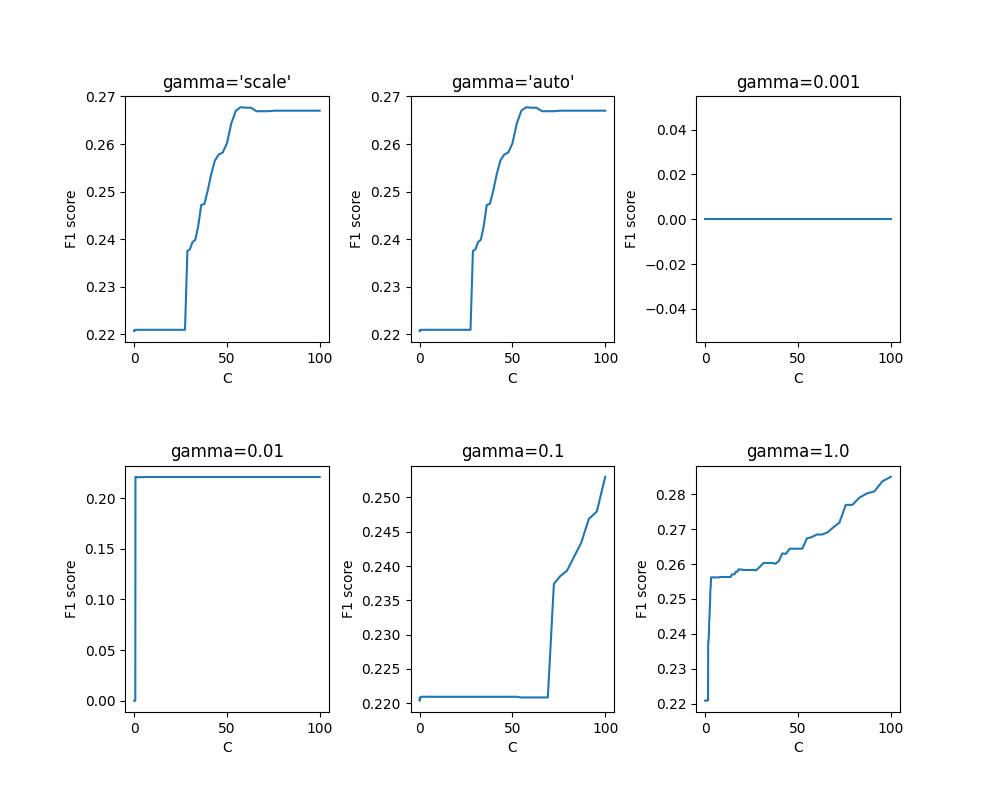 gamma='scale'
0.27
0.26
0.25
0.24
0.23
0.22
F1 score
0 50 100
C
gamma='auto'
0.27
0.26
0.25
0.24
0.23
0.22
F1 score
0 50 100
C
gamma=0.001
0.04
0.02
0.00
−0.02
−0.04
F1 score
0 50 100
C
gamma=0.01
0.20
0.15
0.10
0.05
0.00
F1 score
0 50 100
C
gamma=0.1
0.250
0.245
0.240
0.235
0.230
0.225
0.220
F1 score
0 50 100
C
gamma=1.0
0.28
0.27
0.26
0.25
0.24
0.23
0.22
F1 score
0 50 100
C